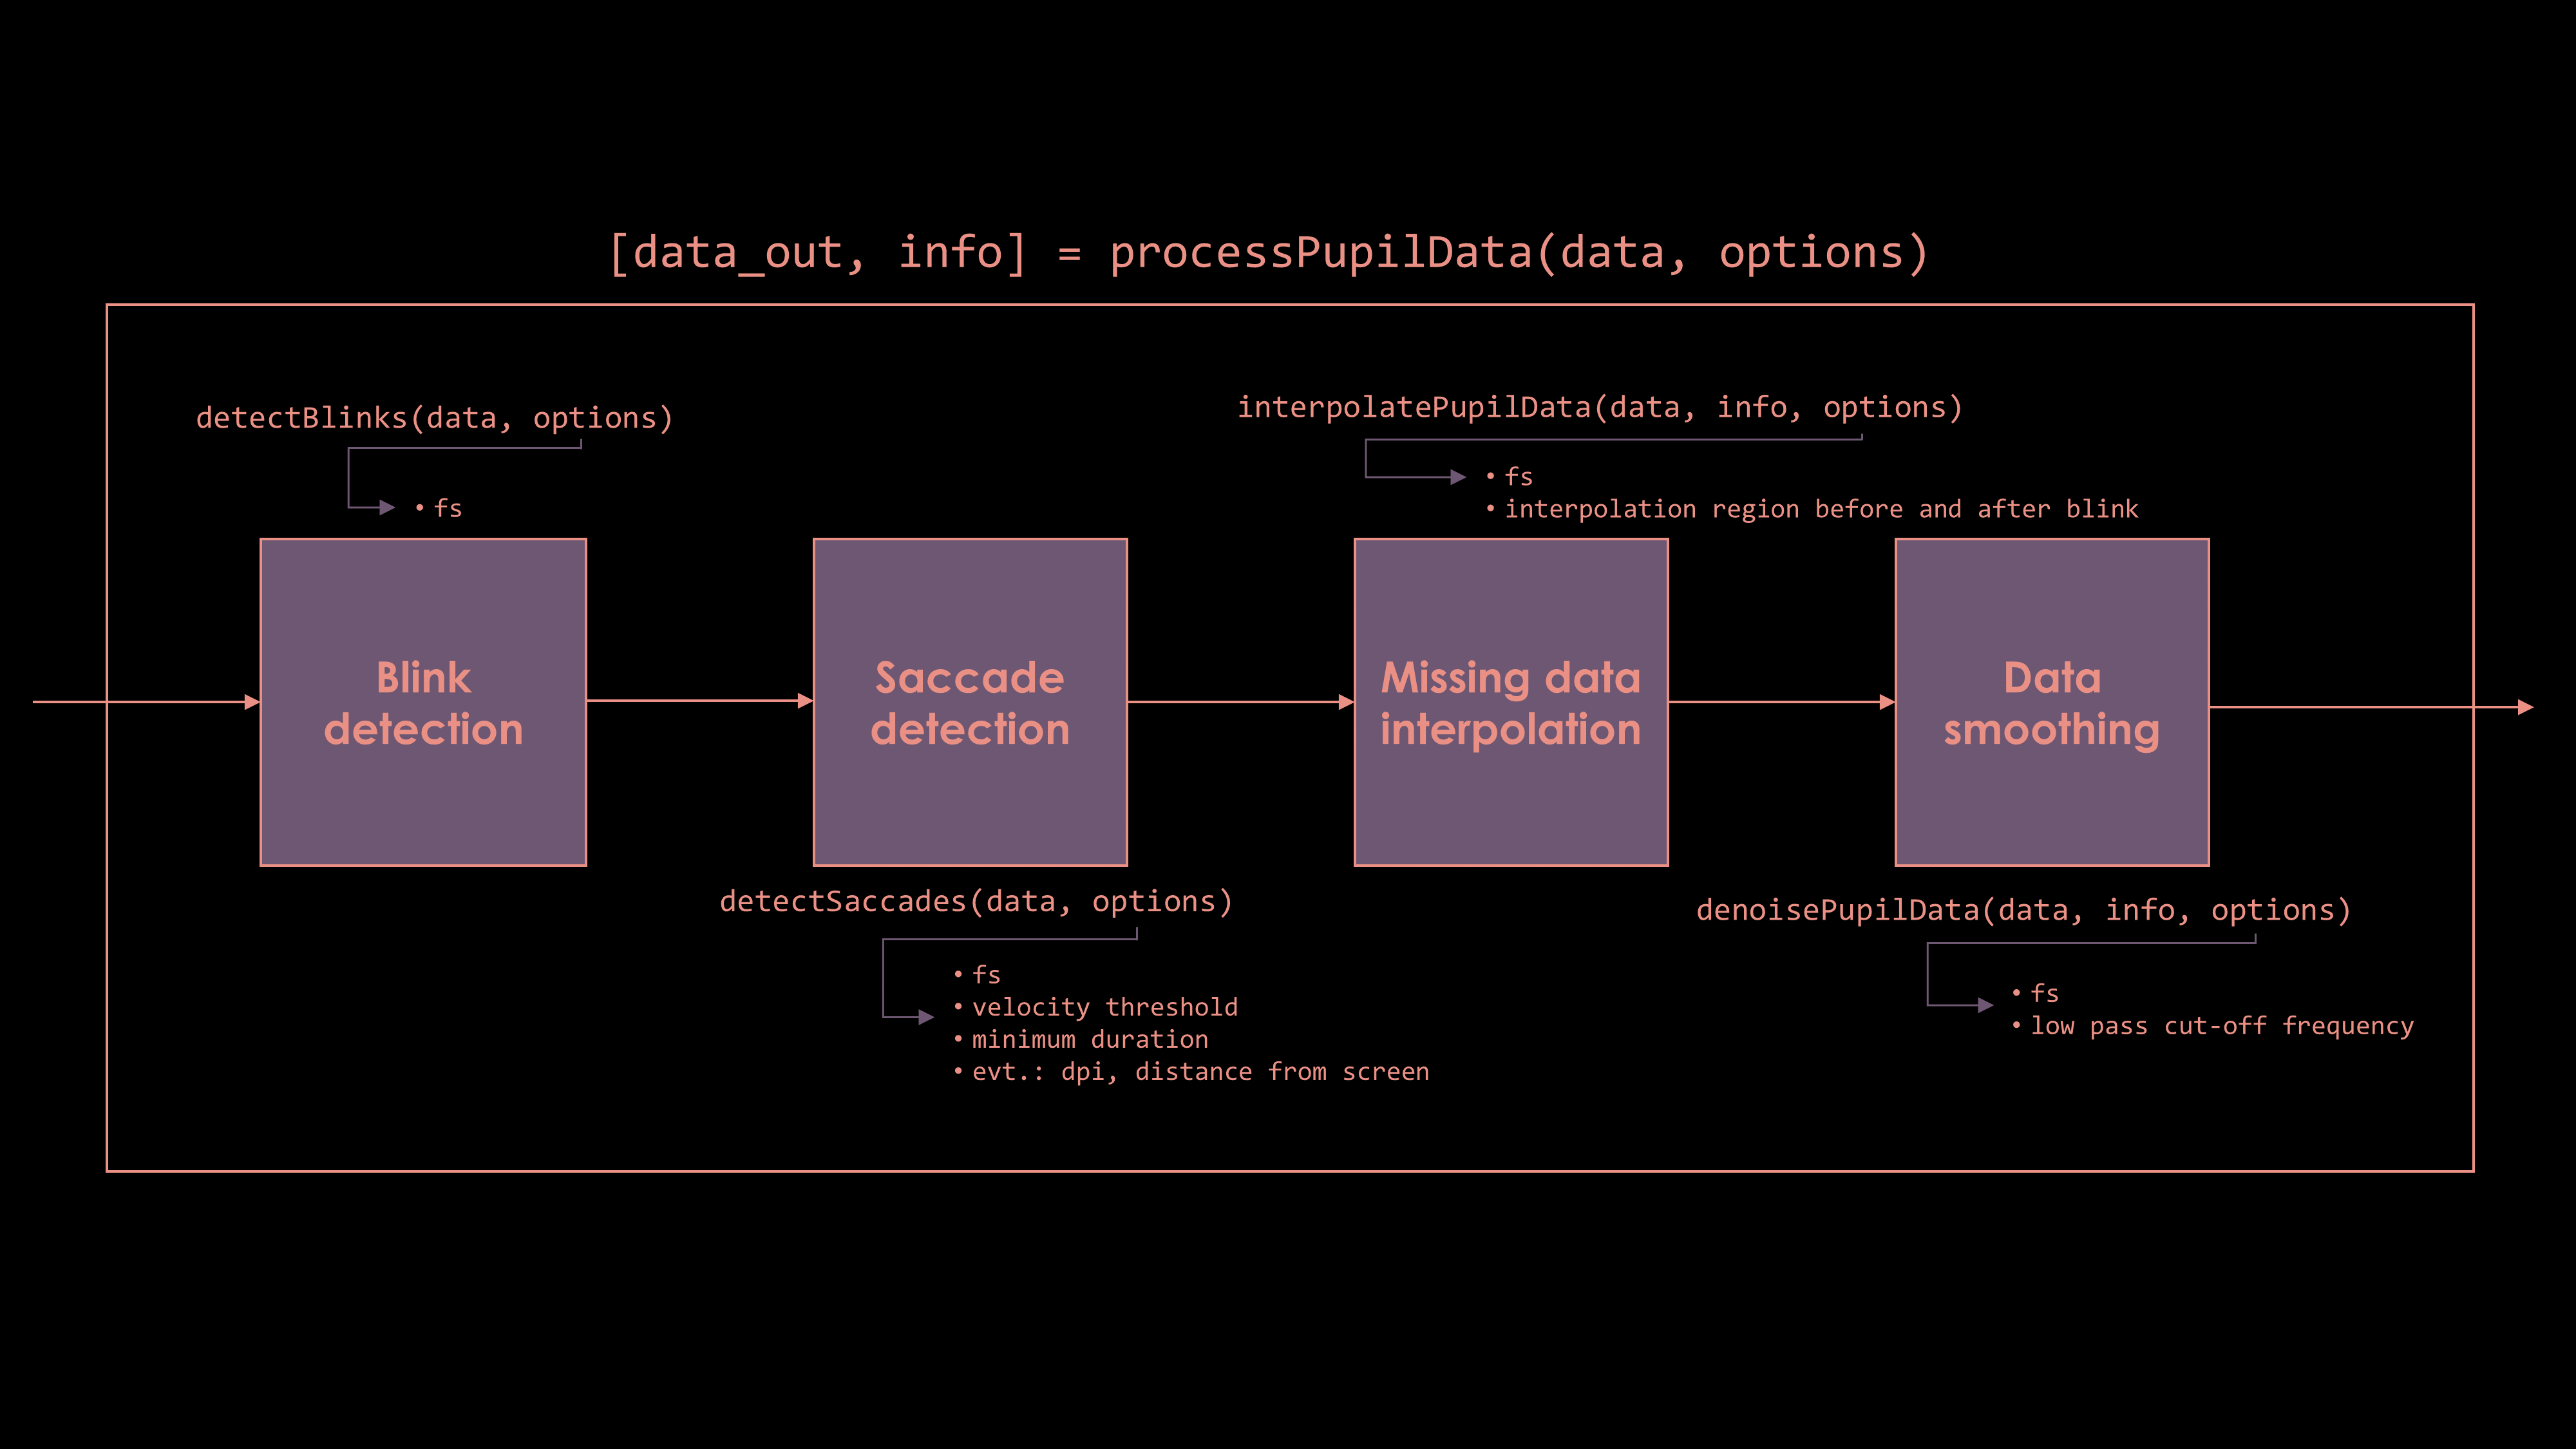 [data_out, info] = processPupilData(data, options)
detectBlinks(data, options)
• fs
Blink
detection
Saccade
detection
detectSaccades(data, options)
• fs
• velocity threshold
• minimum duration
• evt.: dpi, distance from screen
interpolatePupilData(data, info, options)
• fs
• interpolation region before and after blink
Missing data
interpolation
Data
smoothing
denoisePupilData(data, info, options)
• fs
• low pass cut-off frequency